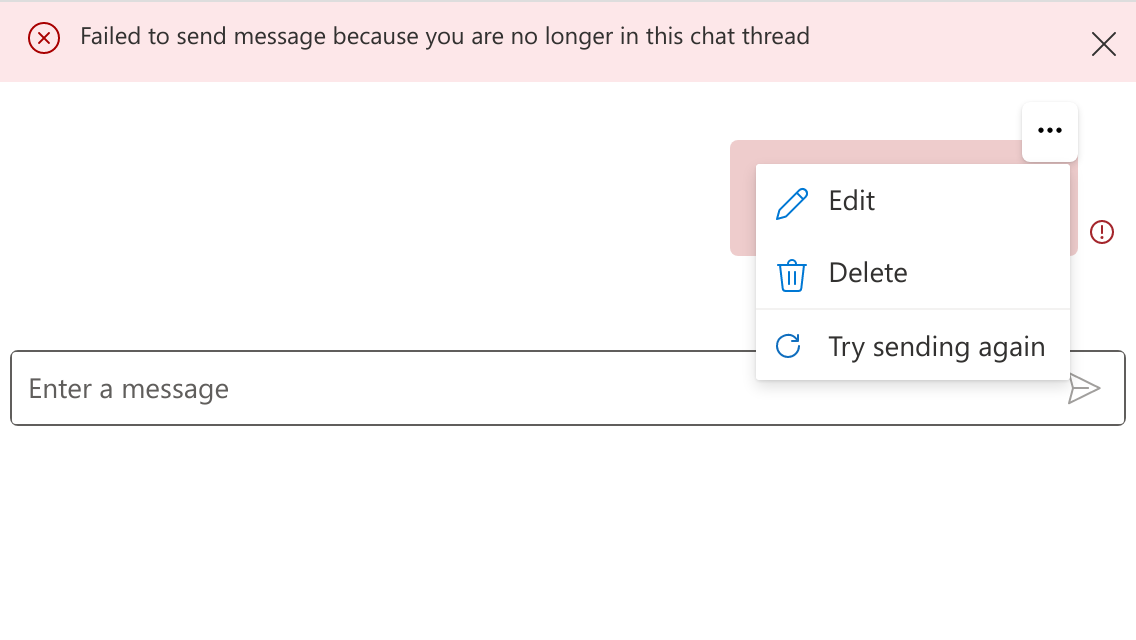 Failed to send message because you are no longer in this chat thread
Edit
Delete
Try sending again
Enter a message